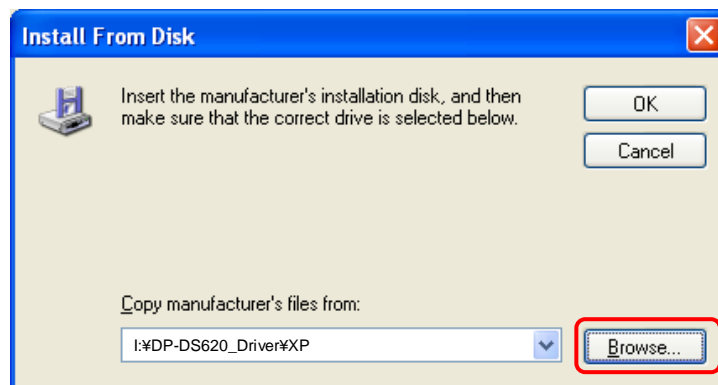 Install From Disk
Insert the manufacturer's installation disk, and then
make sure that the correct drive is selected below.
OK
Cancel
Copy manufacturer's files from:
I:¥DP-DS620_Driver¥XP
Browse...